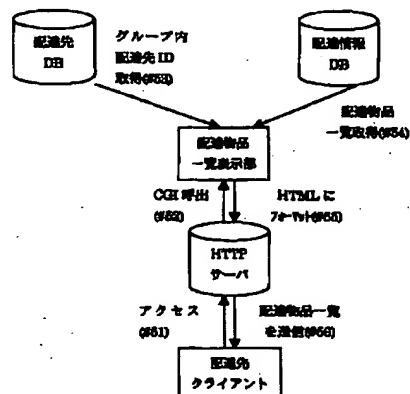 配達先
DB
グループ内
配達先ID
取得(#53)
配達情報
DB
配達物品
一覧取得(#54)
配達物品
一覧表示部
CGI 呼出
(#52)
HTML に
フォーマット(#55)
HTTP
サーバ
アクセス
(#51)
配達物品一覧
を送信(#56)
配達先
クライアント